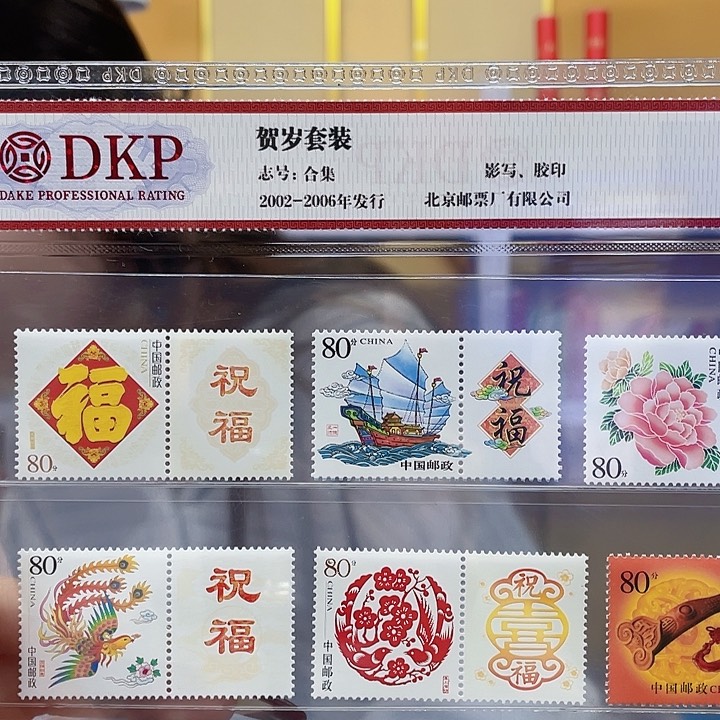 DKP
DKP
DAKE PROFESSIONAL RATING
贺岁套装
志号：合集
影写、胶印
2002-2006年发行
北京邮票厂有限公司
福
中国邮政
CHINA
80分
祝
福
80分 CHINA
中国邮政
祝
福
80分
80分
CHINA
中国邮政
祝
福
80分
CHINA
中国邮政
祝
喜
福
80分
中国邮政